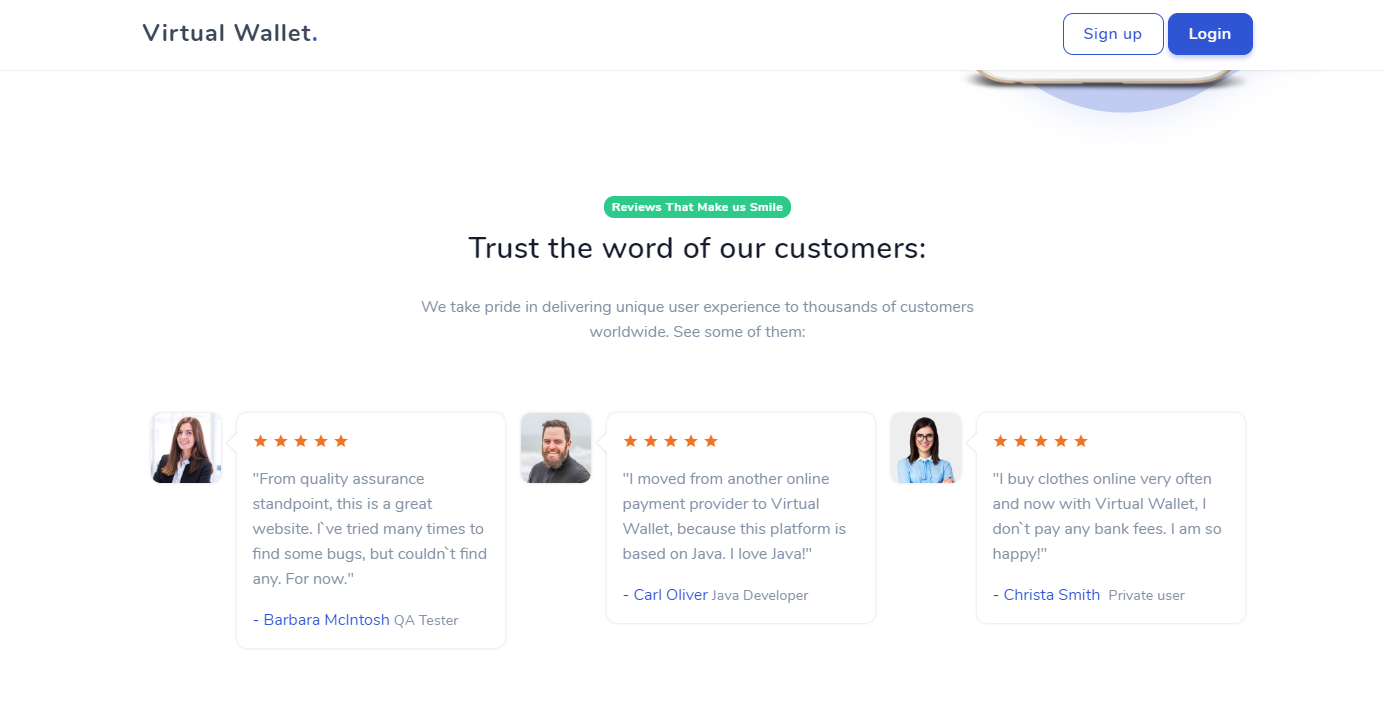 Virtual Wallet.
Sign up
Login
Reviews That Make us Smile
Trust the word of our customers:
We take pride in delivering unique user experience to thousands of customers
worldwide. See some of them:
"From quality assurance
standpoint, this is a great
website. I`ve tried many times to
find some bugs, but couldn`t find
any. For now."
- Barbara McIntosh QA Tester
"I moved from another online
payment provider to Virtual
Wallet, because this platform is
based on Java. I love Java!"
- Carl Oliver Java Developer
"I buy clothes online very often
and now with Virtual Wallet, I
don`t pay any bank fees. I am so
happy!"
- Christa Smith Private user